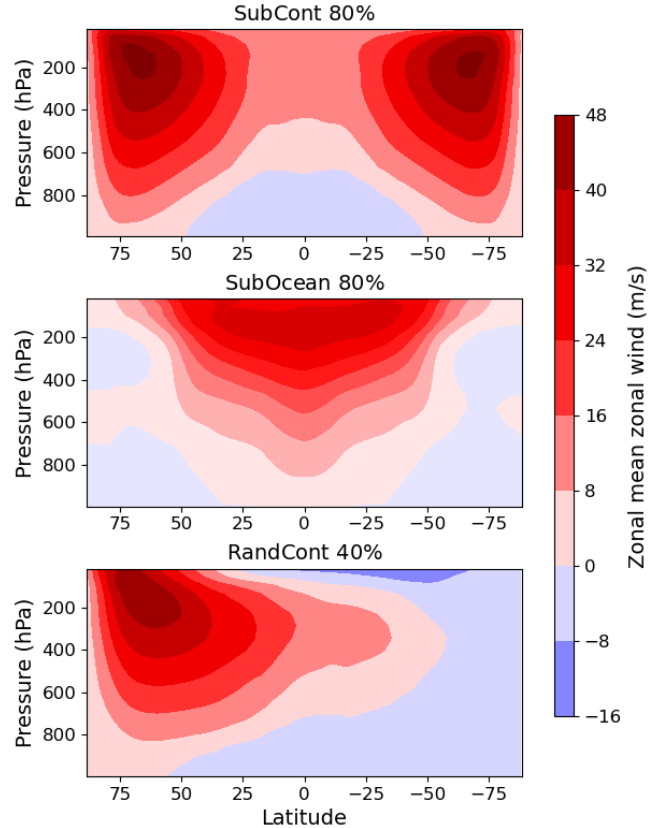 SubCont 80%
Pressure (hPa)
200
400
600
800
75 50 25 0 −25 −50 −75
SubOcean 80%
Pressure (hPa)
200
400
600
800
75 50 25 0 −25 −50 −75
RandCont 40%
Pressure (hPa)
200
400
600
800
75 50 25 0 −25 −50 −75
Latitude
48
40
32
24
16
8
0
−8
−16
Zonal mean zonal wind (m/s)